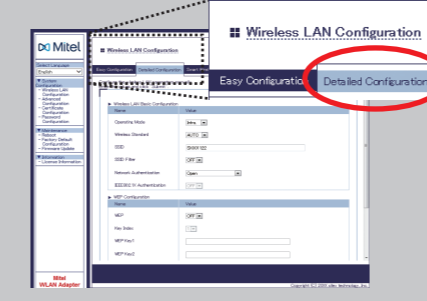 Mitel
Select Language
English
System Configuration
Wireless LAN Configuration
Advanced Configuration
Certificate Configuration
Password Configuration
Maintenance
Reboot
Factory Default Configuration
Firmware Update
Information
License Information
Mitel
WLAN Adapter
Wireless LAN Configuration
Easy Configuration Detailed Configuration
Wireless LAN Basic Configuration
Name Value
Operating Mode Infra
Wireless Standard AUTO
SSID
SSID Filter OFF
Network Authentication Open
IEEE802.1X Authentication OFF
WEP Configuration
Name Value
WEP OFF
Key Index
WEP Key1
WEP Key2
Wireless LAN Configuration
Easy Configuration Detailed Configuration